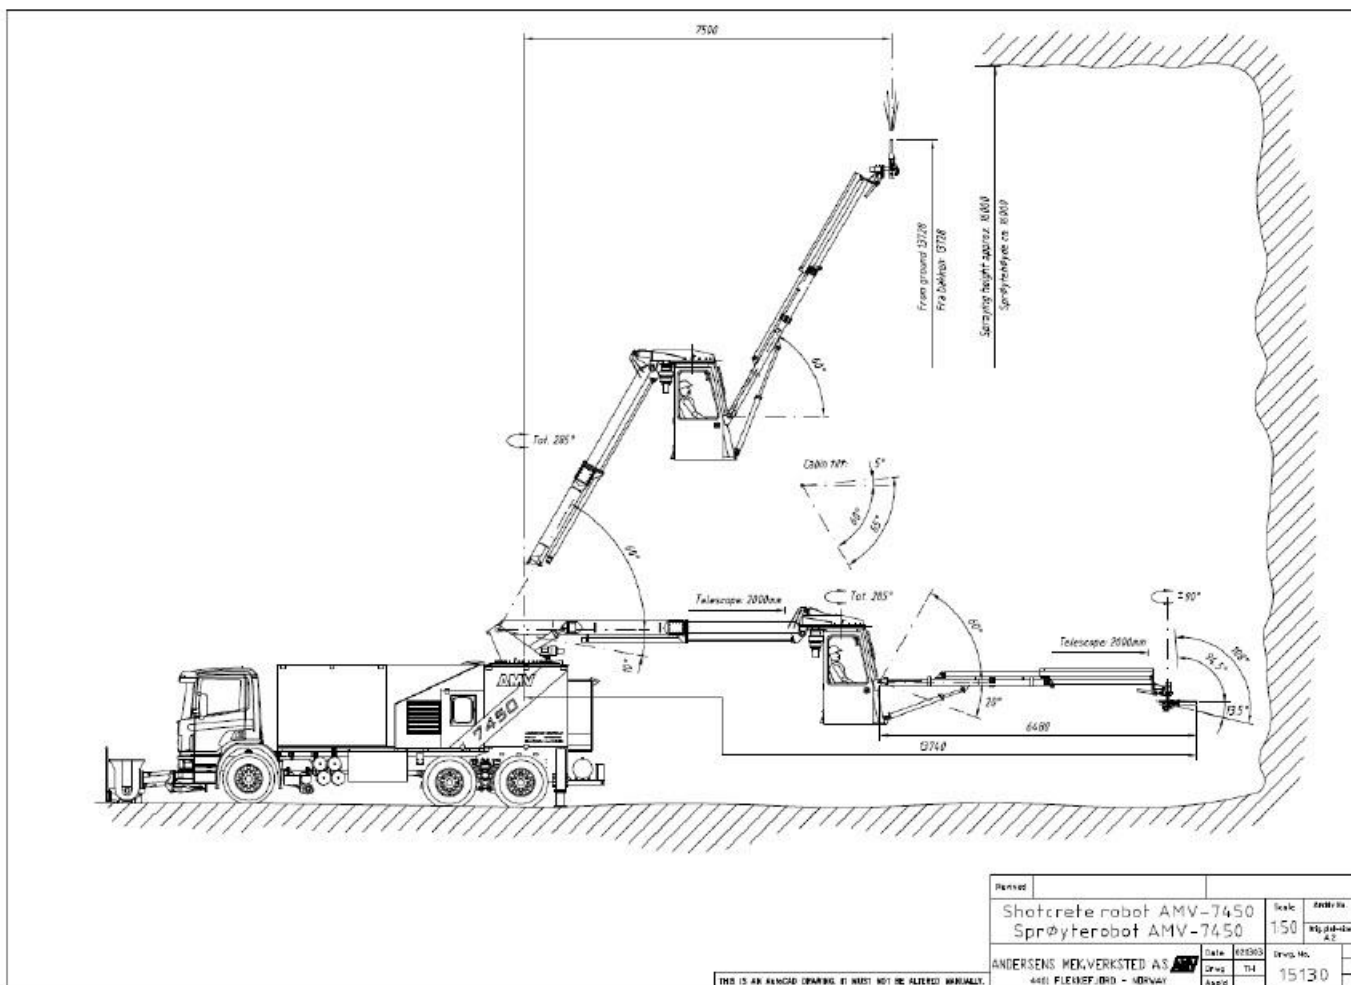 7500
From ground 13728
Fra bakken 13728
Spraying height approx. 16000
Sprøytehøyde ca. 16000
60°
Tot. 285°
Cabin tilt:
5°
60°
65°
Telescope: 2000mm
Tot. 285°
±90°
60°
Telescope: 2000mm
108°
94.5°
10°
20°
13.5°
AMV
7450
6480
13740
Revised
Shotcrete robot AMV-7450
Sprøyterobot AMV-7450
Scale
1:50
A2
ANDERSENS MEK.VERKSTED AS AMV
4401 FLEKKEFJORD - NORWAY
Date
Drwg
TH
Drwg. No.
15130
THIS IS AN AutoCAD DRAWING. IT MUST NOT BE ALTERED MANUALLY.